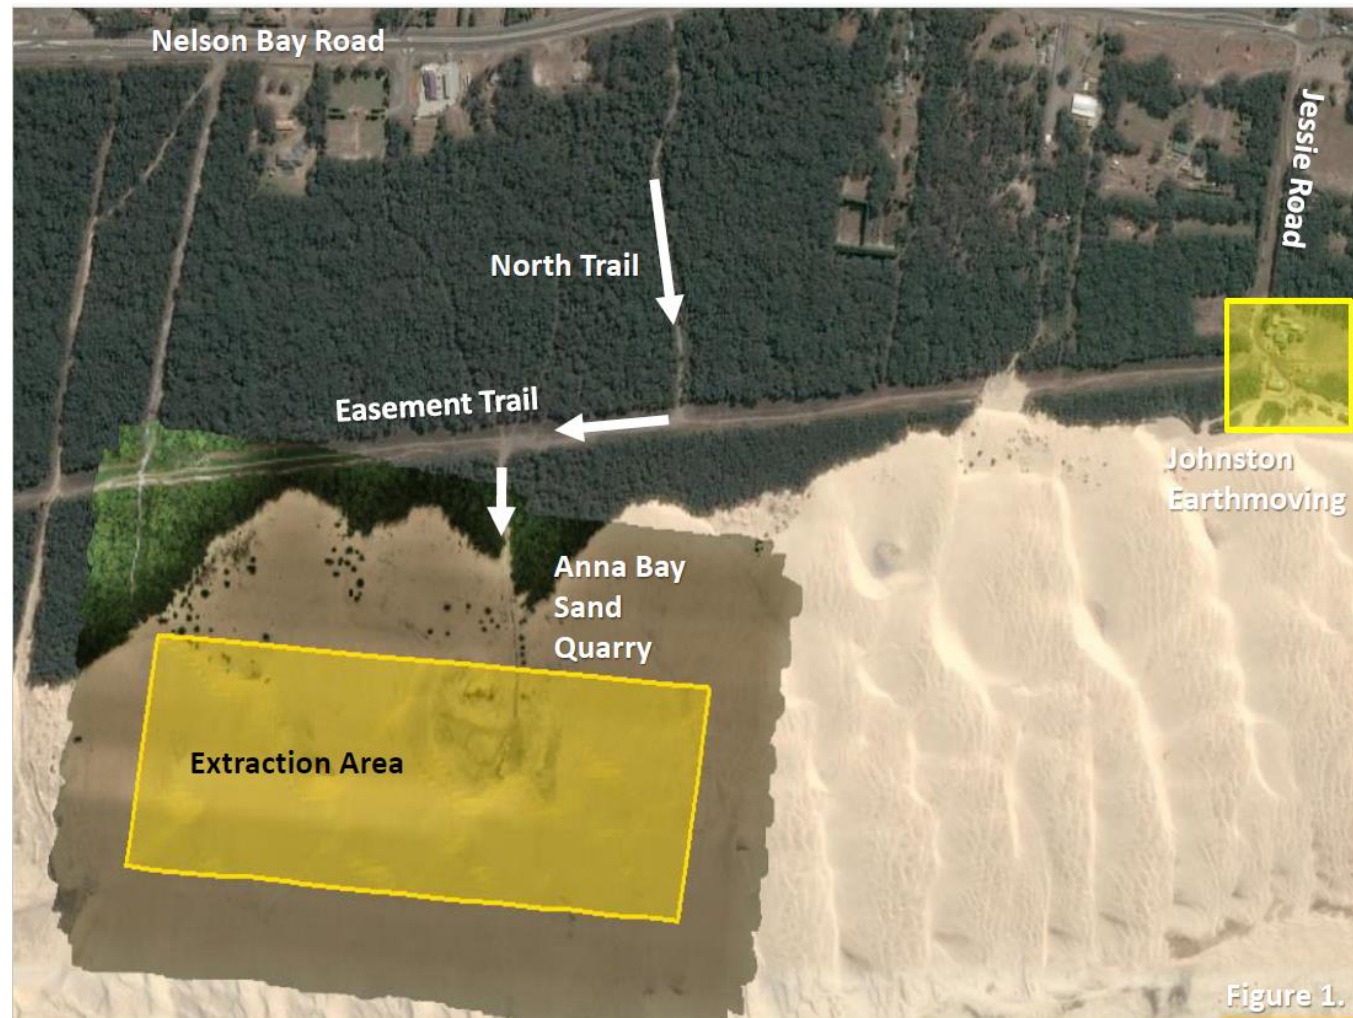 Nelson Bay Road
Jessie Road
North Trail
Easement Trail
Johnston
Earthmoving
Anna Bay
Sand
Quarry
Extraction Area
Figure 1.